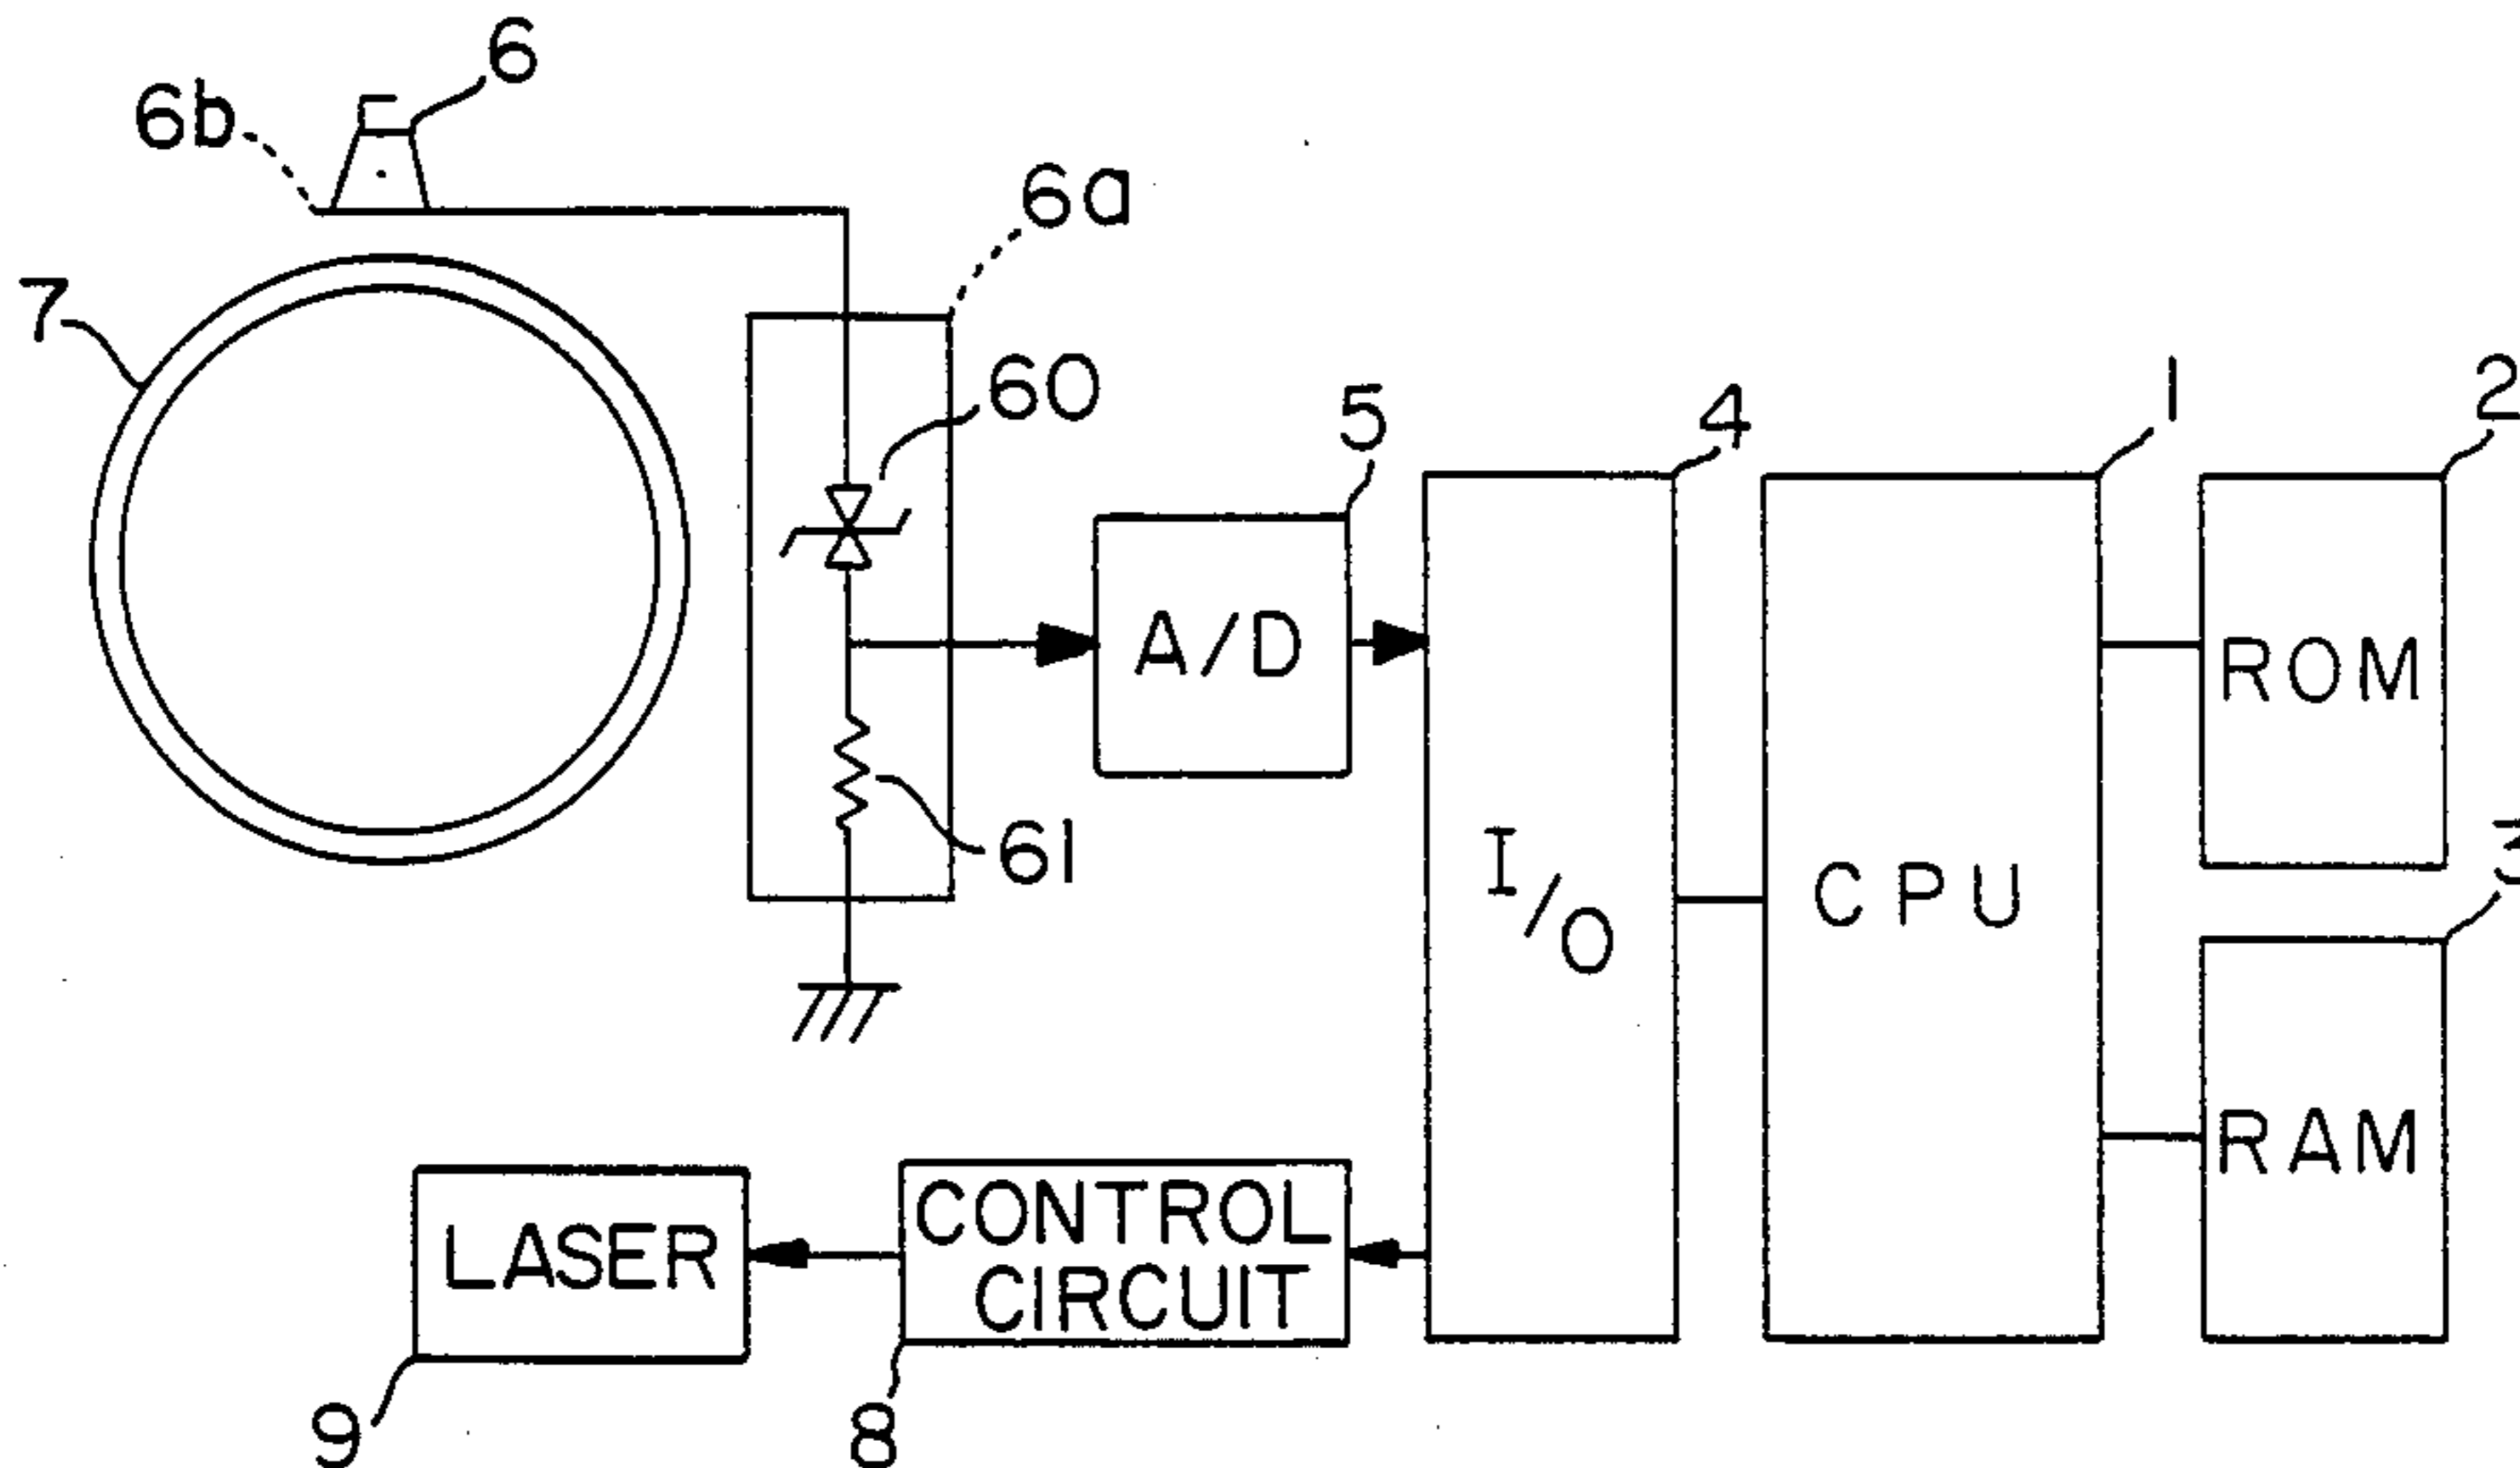 6
6b
6a
7
60
5
4
1
2
A/D
ROM
61
I/O
CPU
3
RAM
CONTROL
CIRCUIT
LASER
9
8